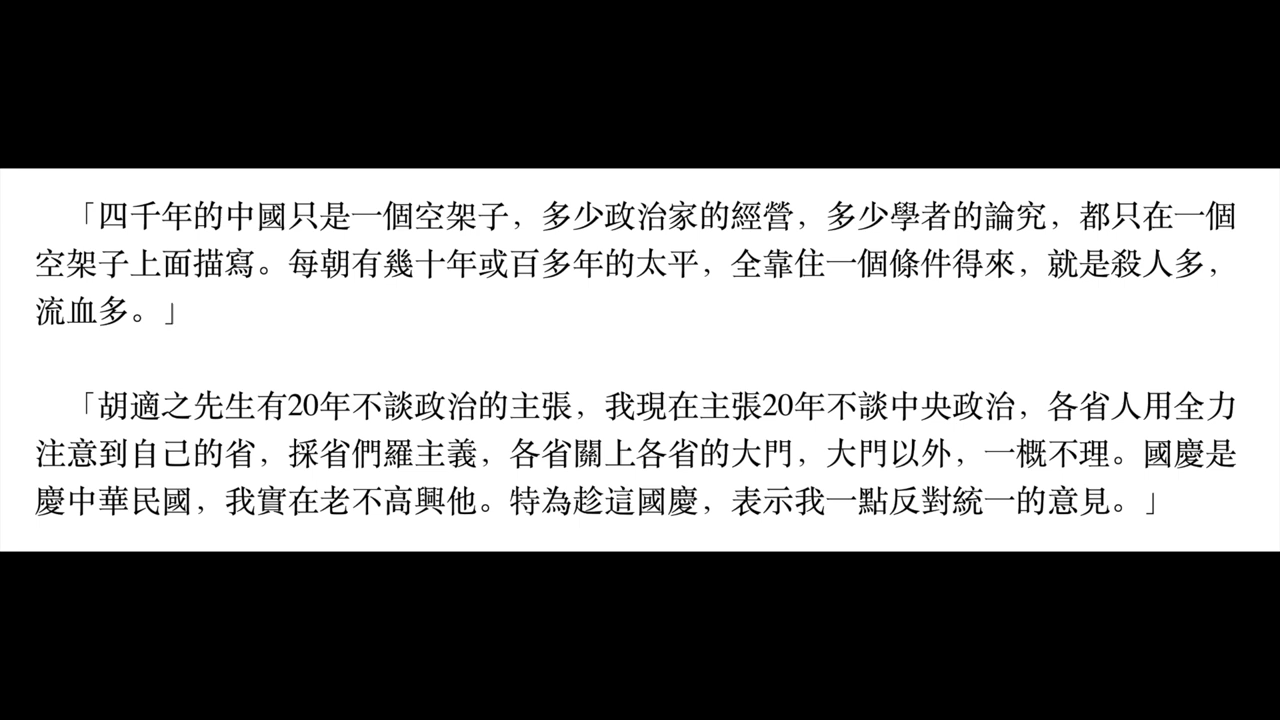 「四千年的中國只是一個空架子，多少政治家的經營，多少學者的論究，都只在一個
空架子上面描寫。每朝有幾十年或百多年的太平，全靠住一個條件得來，就是殺人多，
流血多。」
「胡適之先生有20年不談政治的主張，我現在主張20年不談中央政治，各省人用全力
注意到自己的省，採省們羅主義，各省關上各省的大門，大門以外，一概不理。國慶是
慶中華民國，我實在老不高興他。特為趁這國慶，表示我一點反對統一的意見。」